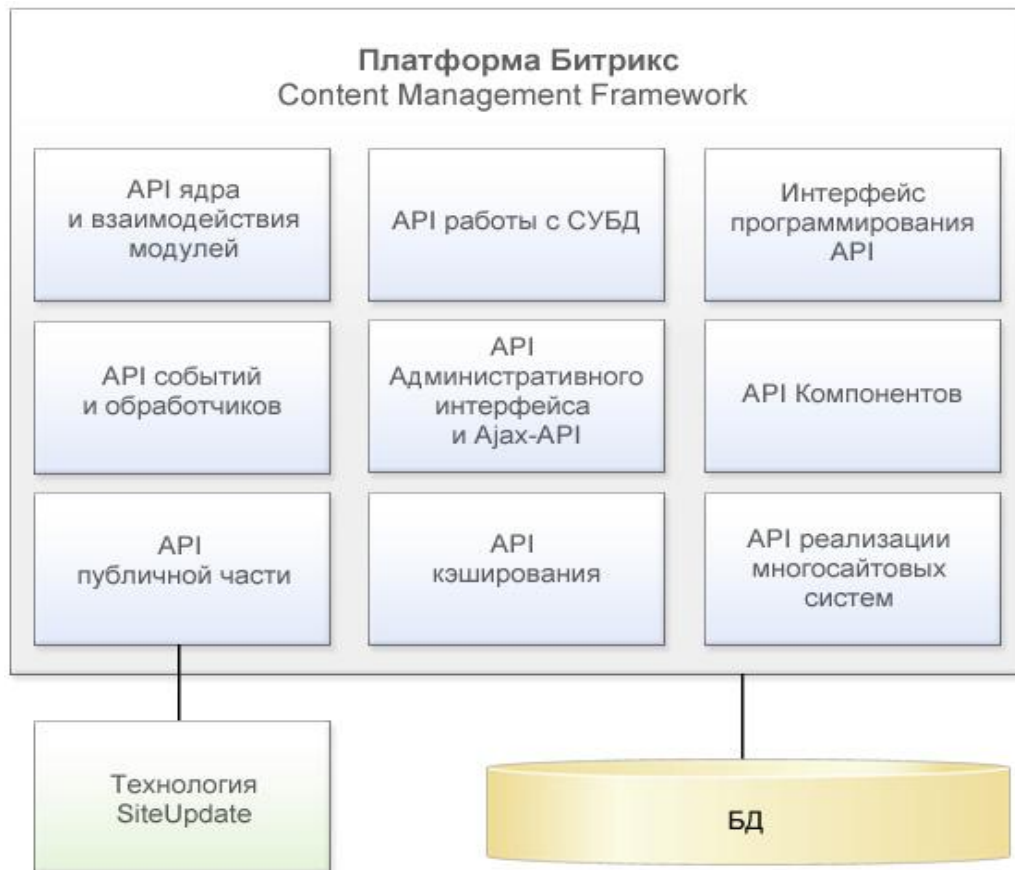 Платформа Битрикс
Content Management Framework
API ядра
и взаимодействия
модулей
API работы с СУБД
Интерфейс
программирования
API
API событий
и обработчиков
API
Административного
интерфейса
и Ajax-API
API Компонентов
API
публичной части
API
кэширования
API реализации
многосайтовых
систем
Технология
SiteUpdate
БД